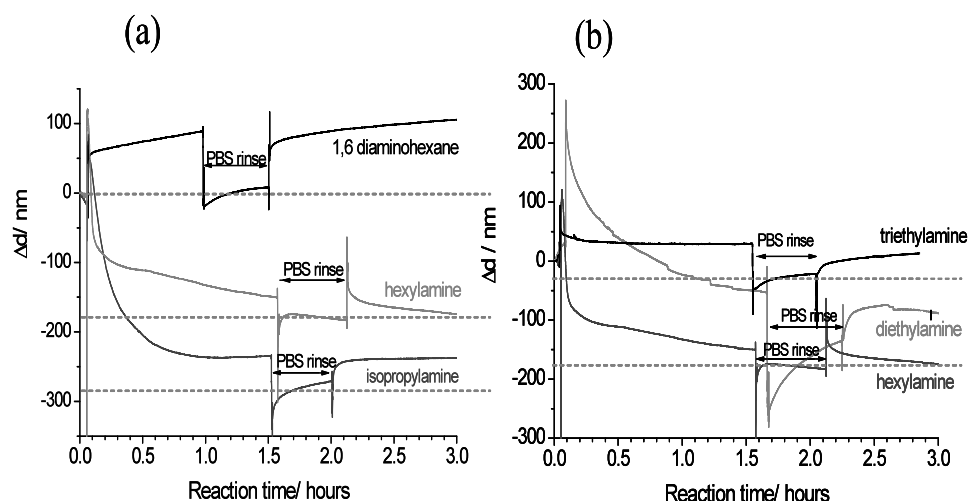 (a)
(b)
100
0
-100
-200
-300
Δd/ nm
PBS rinse
1,6 diaminohexane
PBS rinse
hexylamine
PBS rinse
isopropylamine
0.0 0.5 1.0 1.5 2.0 2.5 3.0
Reaction time/ hours
300
200
100
0
-100
-200
-300
Δd/ nm
PBS rinse
triethylamine
PBS rinse
diethylamine
PBS rinse
hexylamine
0.0 0.5 1.0 1.5 2.0 2.5 3.0
Reaction time/ hours